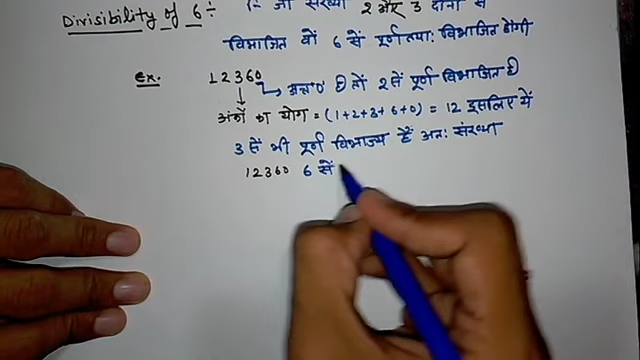 Divisibility of 6 :- जो संख्या 2 और 3 दोनों से
विभाजित हो 6 सें पूर्णतया: विभाजित होगी
ex. 12360
अन्त '0' है तो 2 सें पूर्ण विभाजित है
अंकों का योग = (1+2+3+6+0) = 12 इसलिए यें
3 सें भी पूर्ण विभाज्य हैं अत: संख्या
12360 6 सें